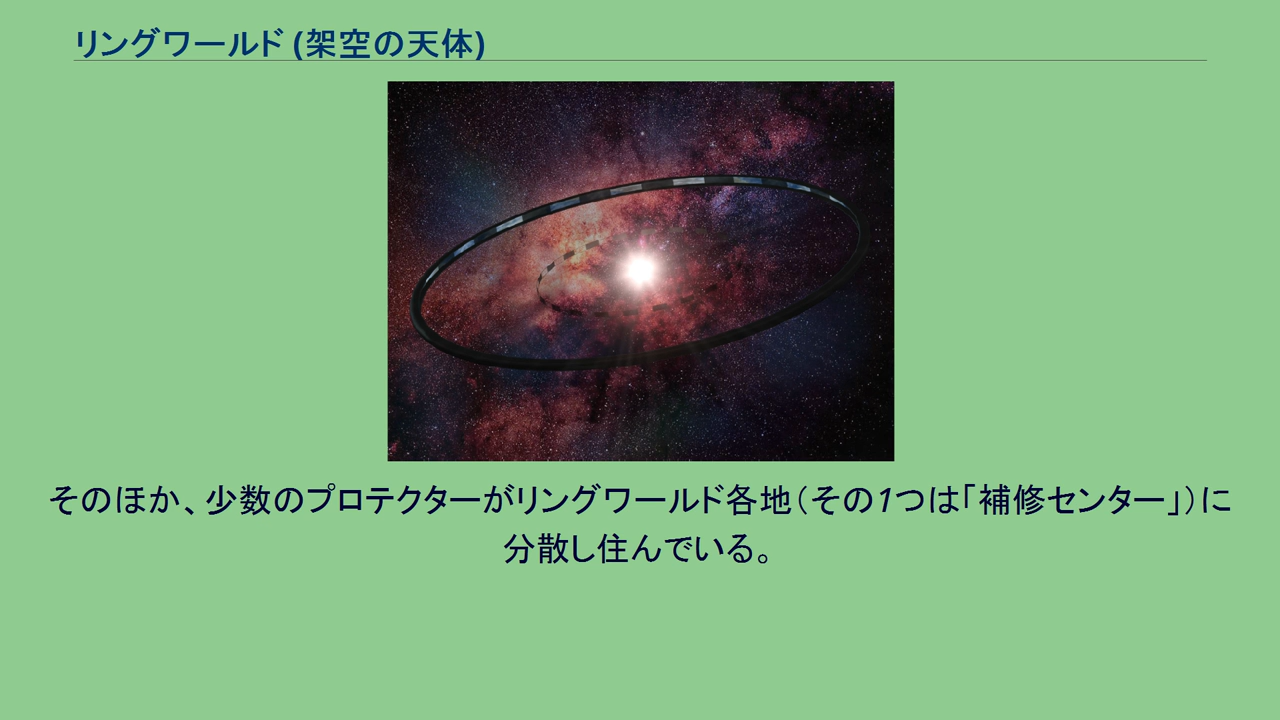 リングワールド (架空の天体)
そのほか、少数のプロテクターがリングワールド各地（その1つは「補修センター」）に
分散し住んでいる。